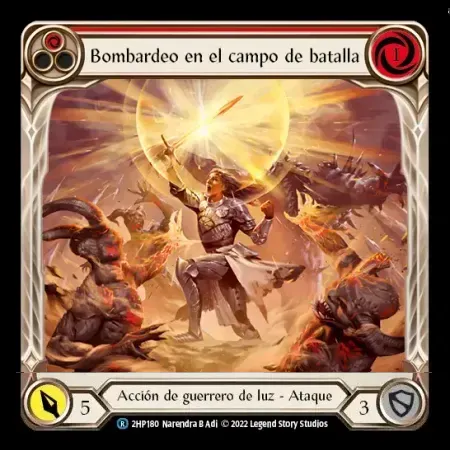 Bombardeo en el campo de batalla
1
5
Acción de guerrero de luz - Ataque
3
R 2HP180 Narendra B Adi © 2022 Legend Story Studios